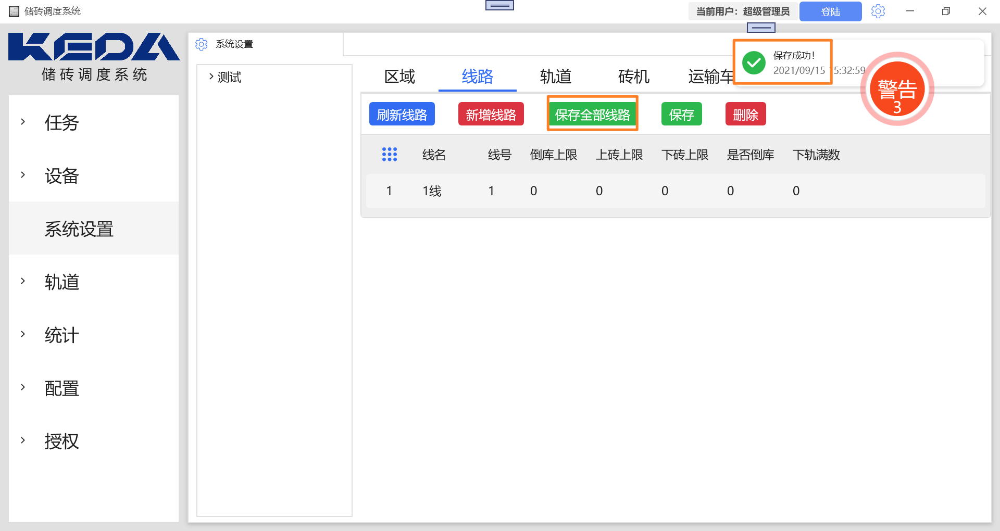 储砖调度系统
当前用户：超级管理员
登陆
KEDA
储砖调度系统
任务
设备
系统设置
轨道
统计
配置
授权
系统设置
测试
区域 线路 轨道 砖机 运输车
保存成功！
2021/09/15 15:32:59
警告
3
刷新线路 新增线路 保存全部线路 保存 删除
线名 线号 倒库上限 上砖上限 下砖上限 是否倒库 下轨满数
1 1线 1 0 0 0 0 0